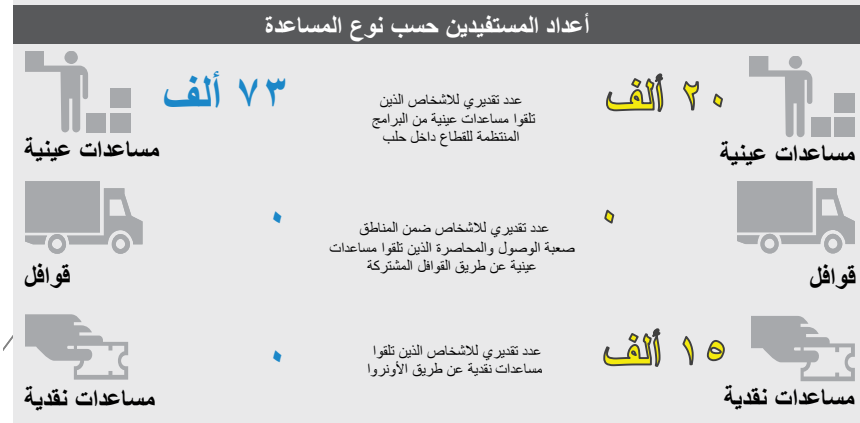 أعداد المستفيدين حسب نوع المساعدة
٢٠ ألف
مساعدات عينية
عدد تقديري للاشخاص الذين
تلقوا مساعدات عينية من البرامج
المنتظمة للقطاع داخل حلب
٧٣ ألف
مساعدات عينية
٠
قوافل
عدد تقديري للاشخاص ضمن المناطق
صعبة الوصول والمحاصرة الذين تلقوا مساعدات
عينية عن طريق القوافل المشتركة
٠
قوافل
١٥ ألف
مساعدات نقدية
عدد تقديري للاشخاص الذين تلقوا
مساعدات نقدية عن طريق الأونروا
٠
مساعدات نقدية